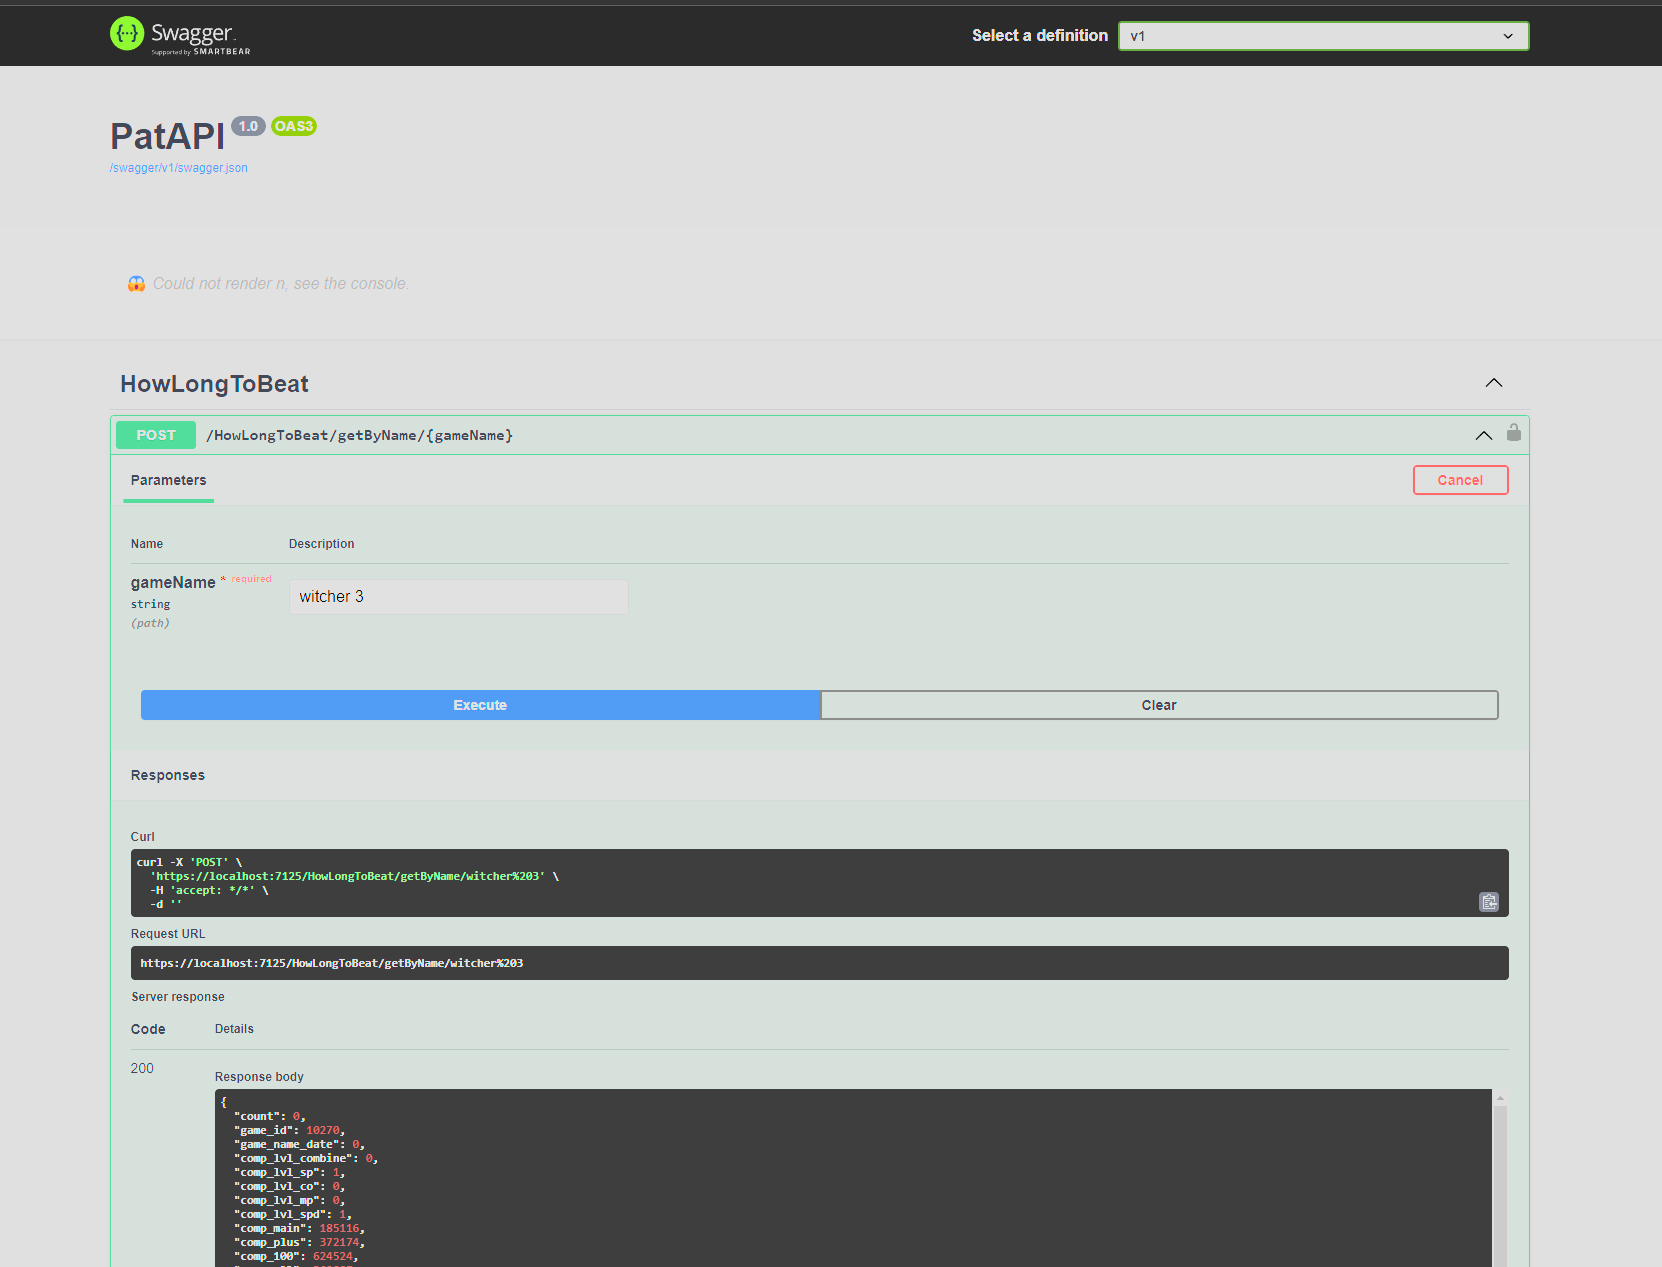 Swagger.
Supported by SMARTBEAR
Select a definition
v1
PatAPI 1.0 OAS3
/swagger/v1/swagger.json
😱 Could not render n, see the console.
HowLongToBeat
POST /HowLongToBeat/getByName/{gameName}
Parameters
Cancel
Name Description
gameName * required
string
(path)
witcher 3
Execute
Clear
Responses
Curl
curl -X 'POST' \
'https://localhost:7125/HowLongToBeat/getByName/witcher%203' \
-H 'accept: */*' \
-d ''
Request URL
https://localhost:7125/HowLongToBeat/getByName/witcher%203
Server response
Code Details
200
Response body
{
"count": 0,
"game_id": 10270,
"game_name_date": 0,
"comp_lvl_combine": 0,
"comp_lvl_sp": 1,
"comp_lvl_co": 0,
"comp_lvl_mp": 0,
"comp_lvl_spd": 1,
"comp_main": 185116,
"comp_plus": 372174,
"comp_100": 624524,